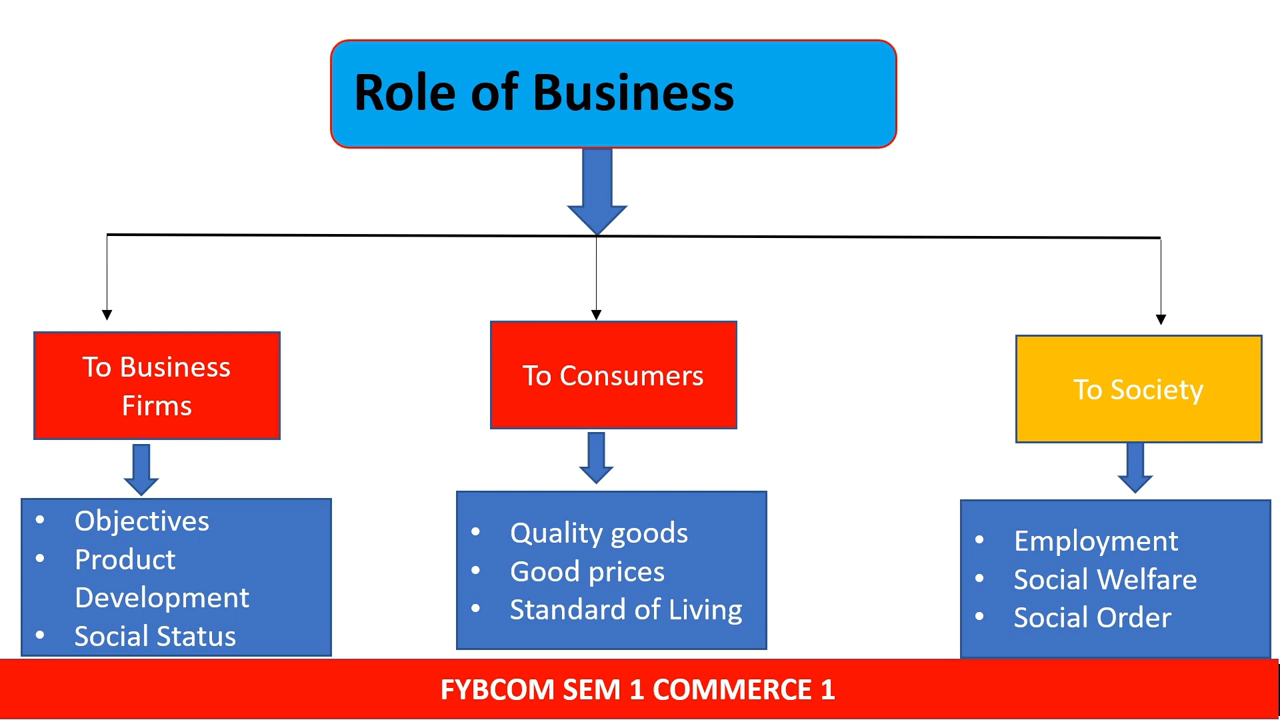 Role of Business
To Business
Firms
To Consumers
To Society
• Objectives
• Product
Development
• Social Status
• Quality goods
• Good prices
• Standard of Living
• Employment
• Social Welfare
• Social Order
FYBCOM SEM 1 COMMERCE 1